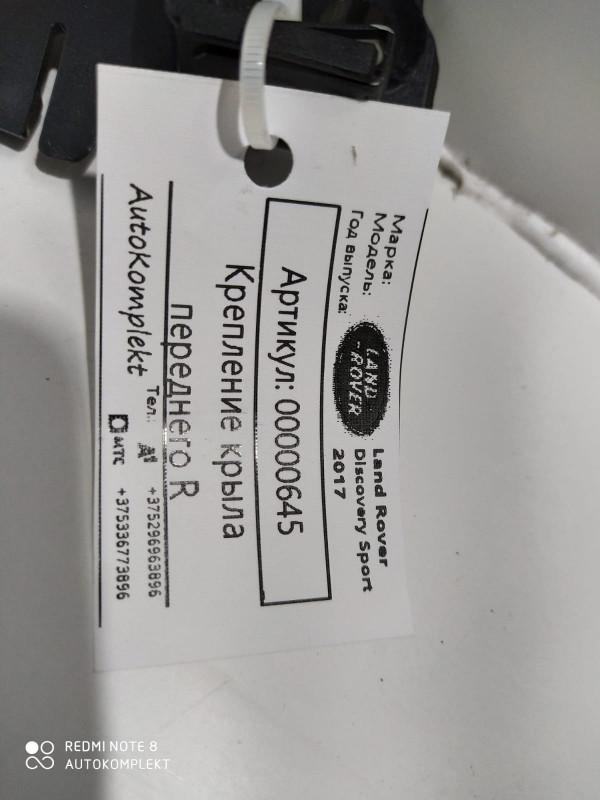 Марка: Land Rover
Модель: Discovery Sport
Год выпуска: 2017
LAND
ROVER
Артикул: 00000645
Крепление крыла
переднего R
AutoKomplekt
Тел.: A1 +375296963896
МТС +375336773896
REDMI NOTE 8
AUTOKOMPLEKT